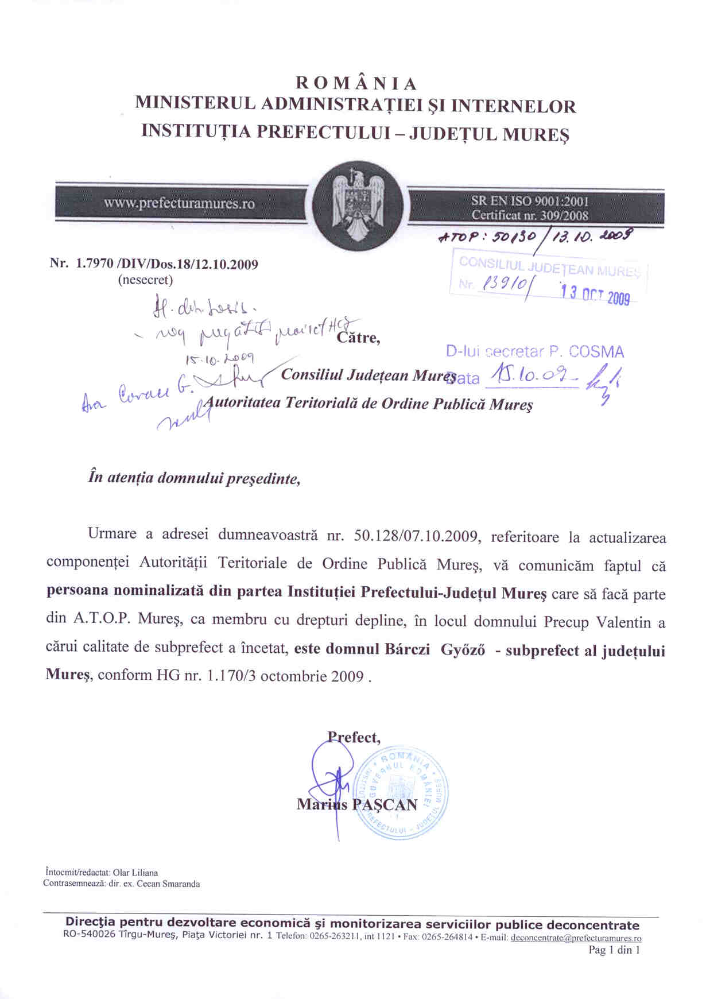 R O M Â N I A
MINISTERUL ADMINISTRAŢIEI ŞI INTERNELOR
INSTITUŢIA PREFECTULUI – JUDEŢUL MUREŞ
www.prefecturamures.ro
SR EN ISO 9001:2001
Certificat nr. 309/2008
ATOP: 50130/13.10.2009
Nr. 1.7970 /DIV/Dos.18/12.10.2009
(nesecret)
CONSILIUL JUDEŢEAN MUREŞ
Nr. 13910/ 13 OCT 2009
Către,
15.10.2009
D-lui secretar P. COSMA
Data 15.10.09
Consiliul Judeţean Mureş
Autoritatea Teritorială de Ordine Publică Mureş
În atenţia domnului preşedinte,
Urmare a adresei dumneavoastră nr. 50.128/07.10.2009, referitoare la actualizarea
componenţei Autorităţii Teritoriale de Ordine Publică Mureş, vă comunicăm faptul că
persoana nominalizată din partea Instituţiei Prefectului-Judeţul Mureş care să facă parte
din A.T.O.P. Mureş, ca membru cu drepturi depline, în locul domnului Precup Valentin a
cărui calitate de subprefect a încetat, este domnul Bárczi Győző - subprefect al judeţului
Mureş, conform HG nr. 1.170/3 octombrie 2009 .
Prefect,
Marius PAŞCAN
ROMÂNIA
GUVERNUL ROMÂNIEI
INSTITUŢIA PREFECTULUI – JUDEŢUL MUREŞ
Întocmit/redactat: Olar Liliana
Contrasemnează: dir. ex. Cecan Smaranda
Direcţia pentru dezvoltare economică şi monitorizarea serviciilor publice deconcentrate
RO-540026 Tîrgu-Mureş, Piaţa Victoriei nr. 1 Telefon: 0265-263211, int 1121 • Fax: 0265-264814 • E-mail: deconcentrate@prefecturamures.ro
Pag 1 din 1